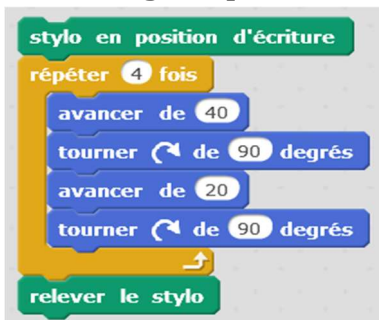 stylo en position d'écriture
répéter 4 fois
avancer de 40
tourner de 90 degrés
avancer de 20
tourner de 90 degrés
relever le stylo